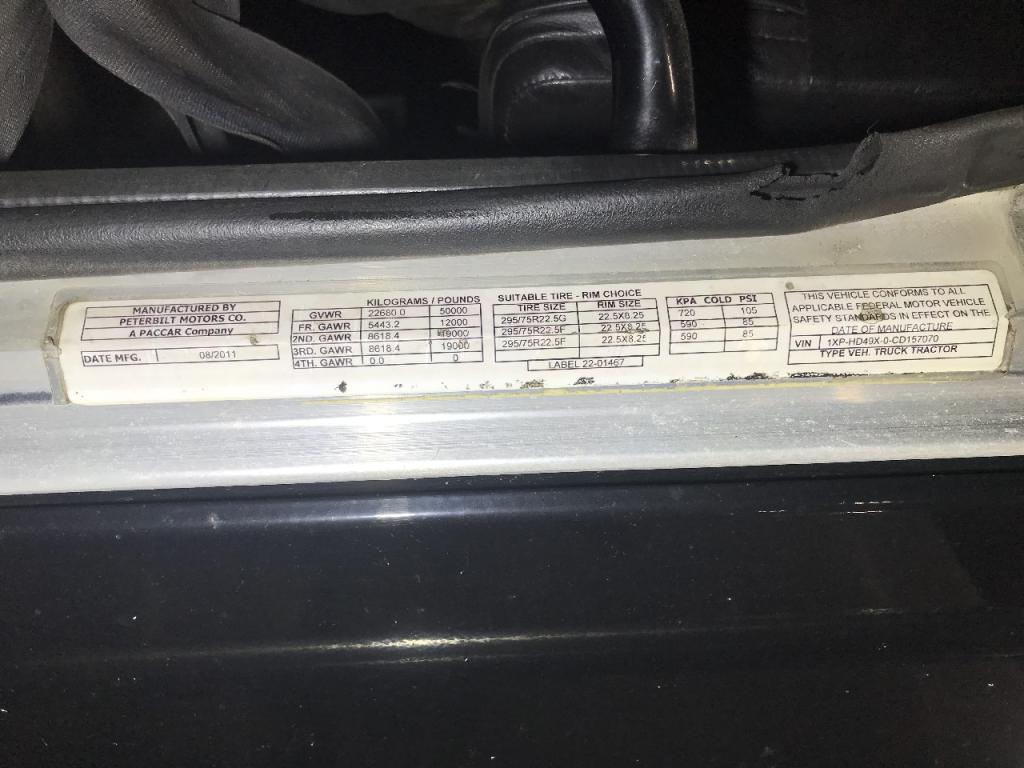 MANUFACTURED BY
PETERBILT MOTORS CO.
A PACCAR Company
DATE MFG. 08/2011
KILOGRAMS / POUNDS
GVWR 22680.0 50000
FR. GAWR 5443.2 12000
2ND. GAWR 8618.4 19000
3RD. GAWR 8618.4 19000
4TH. GAWR 0.0 0
SUITABLE TIRE - RIM CHOICE
TIRE SIZE RIM SIZE
295/75R22.5G 22.5X8.25
295/75R22.5F 22.5X8.25
295/75R22.5F 22.5X8.25
LABEL 22-01467
KPA COLD PSI
720 105
590 85
590 85
THIS VEHICLE CONFORMS TO ALL
APPLICABLE FEDERAL MOTOR VEHICLE
SAFETY STANDARDS IN EFFECT ON THE
DATE OF MANUFACTURE
VIN 1XP-HD49X-0-CD157070
TYPE VEH. TRUCK TRACTOR